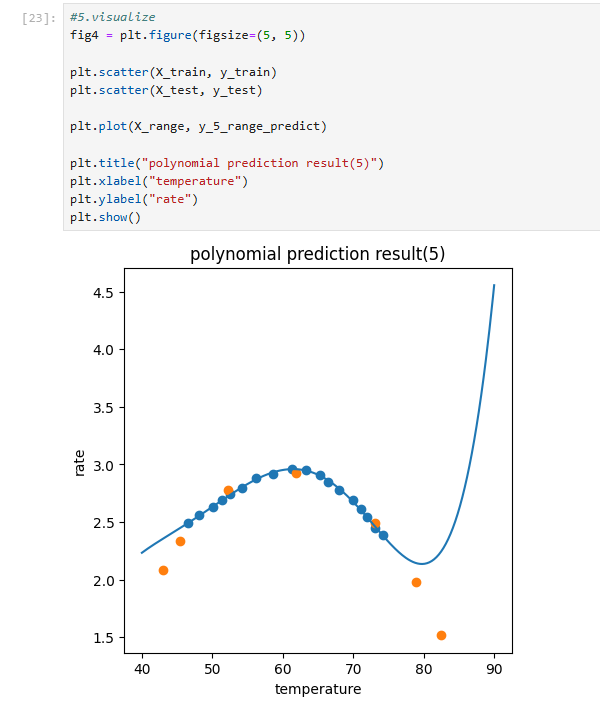 [23]:
#5.visualize
fig4 = plt.figure(figsize=(5, 5))
plt.scatter(X_train, y_train)
plt.scatter(X_test, y_test)
plt.plot(X_range, y_5_range_predict)
plt.title("polynomial prediction result(5)")
plt.xlabel("temperature")
plt.ylabel("rate")
plt.show()
polynomial prediction result(5)
4.5
4.0
3.5
3.0
2.5
2.0
1.5
rate
40 50 60 70 80 90
temperature